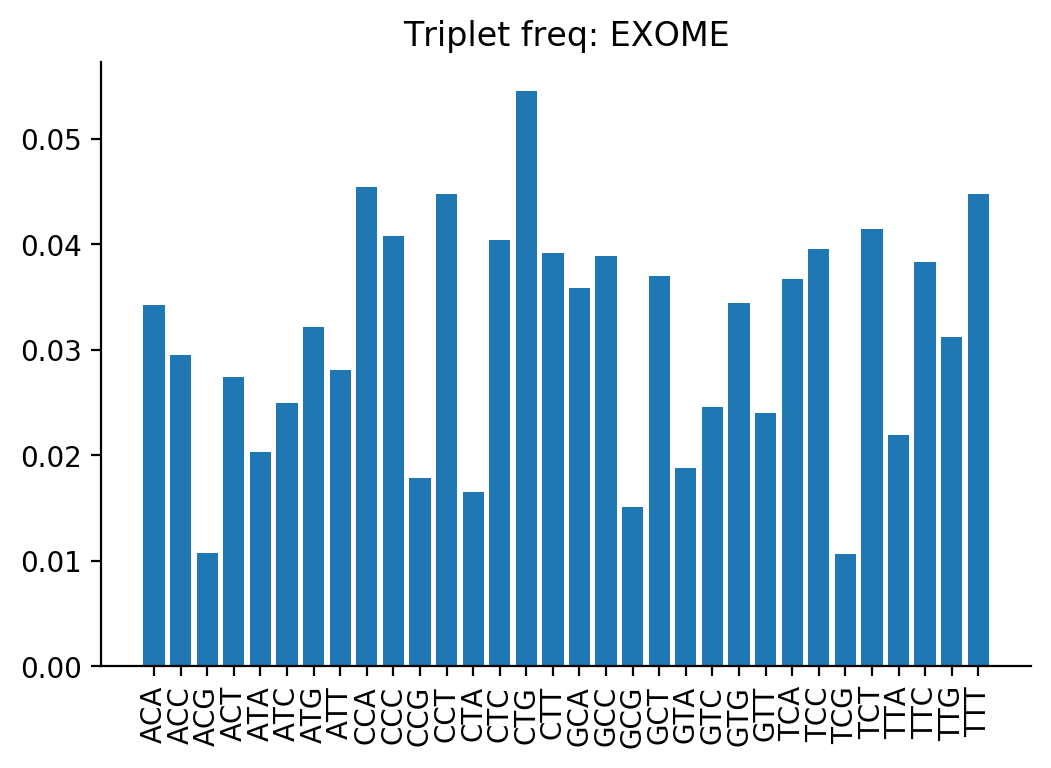 Triplet freq: EXOME
0.05
0.04
0.03
0.02
0.01
0.00
ACA
ACC
ACG
ACT
ATA
ATC
ATG
ATT
CCA
CCC
CCG
CCT
CTA
CTC
CTG
CTT
GCA
GCC
GCG
GCT
GTA
GTC
GTG
GTT
TCA
TCC
TCG
TCT
TTA
TTC
TTG
TTT